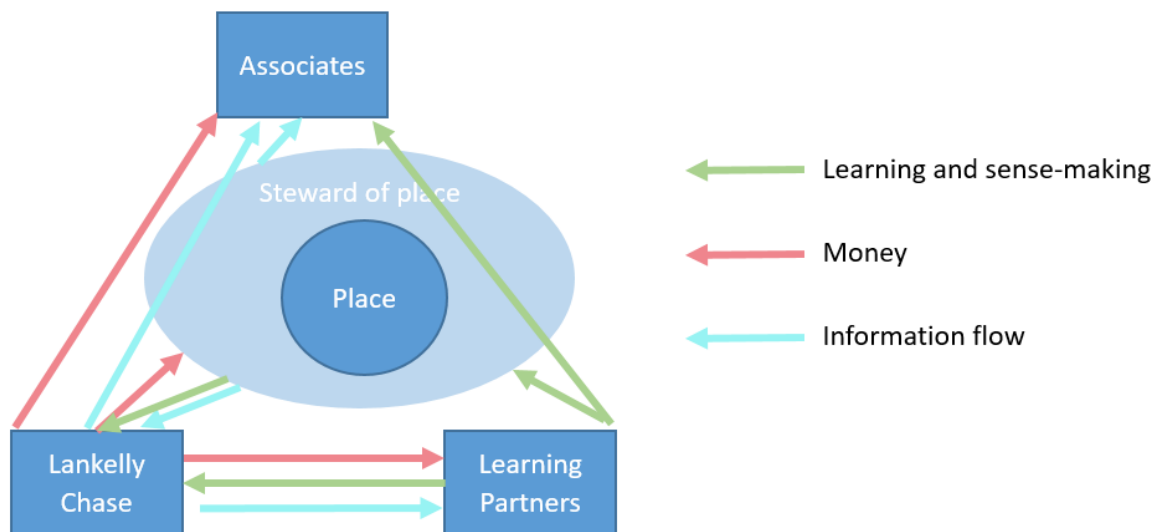 Associates
Steward of place
Place
Lankelly
Chase
Learning
Partners
Learning and sense-making
Money
Information flow